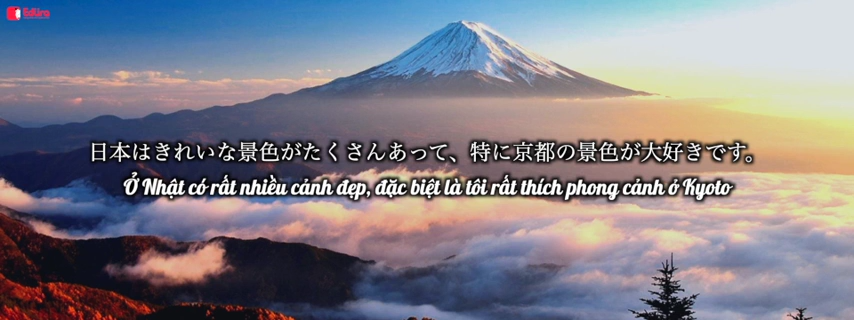 EdKira
日本はきれいな景色がたくさんあって、特に京都の景色が大好きです。
Ở Nhật có rất nhiều cảnh đẹp, đặc biệt là tôi rất thích phong cảnh ở Kyoto